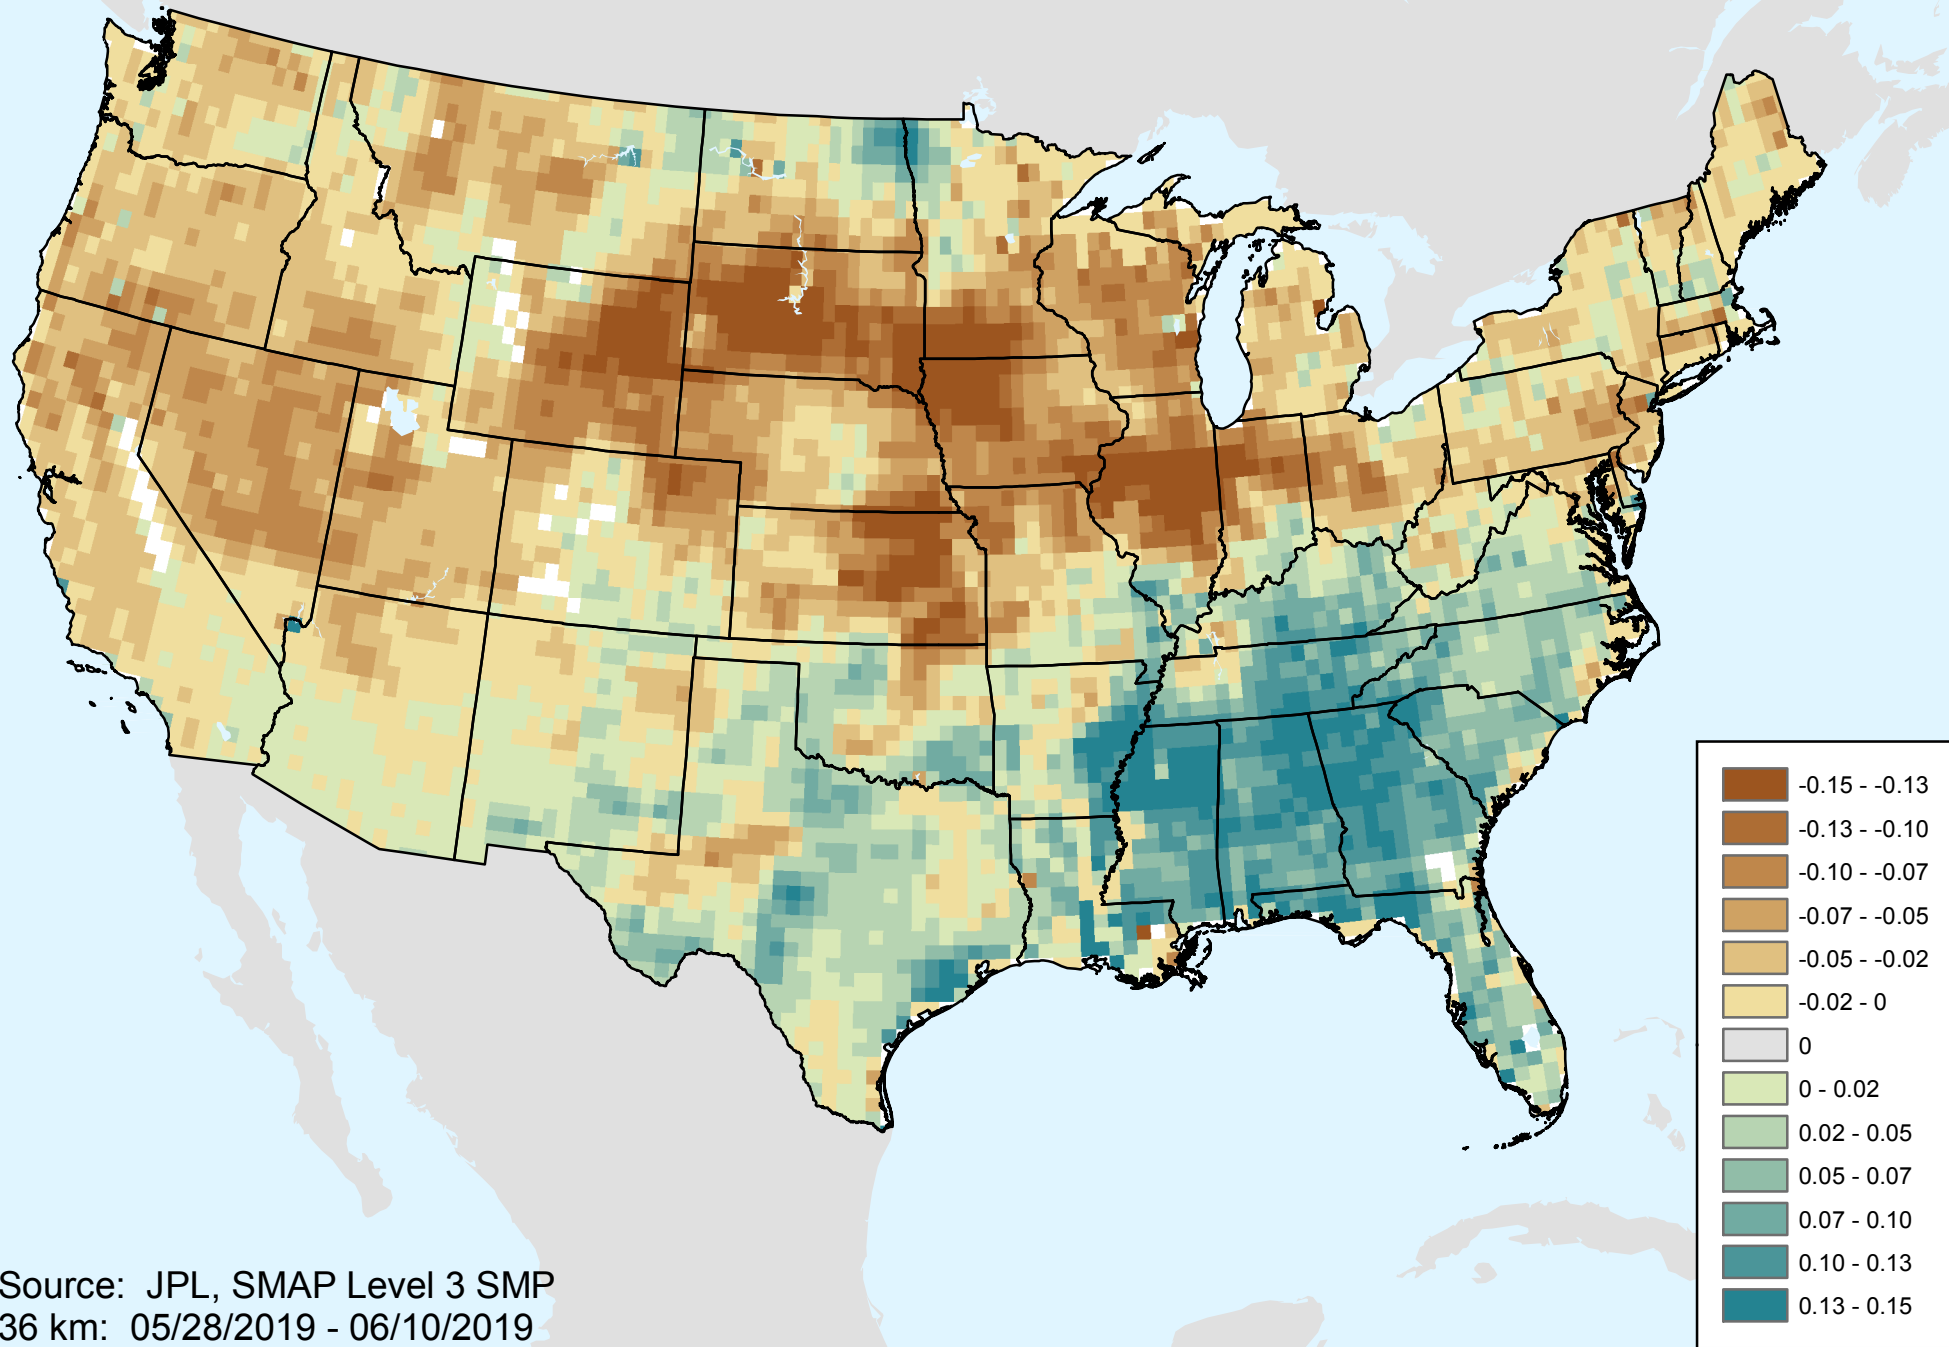 -0.15 - -0.13
-0.13 - -0.10
-0.10 - -0.07
-0.07 - -0.05
-0.05 - -0.02
-0.02 - 0
0
0 - 0.02
0.02 - 0.05
0.05 - 0.07
0.07 - 0.10
0.10 - 0.13
0.13 - 0.15
Source: JPL, SMAP Level 3 SMP
36 km: 05/28/2019 - 06/10/2019